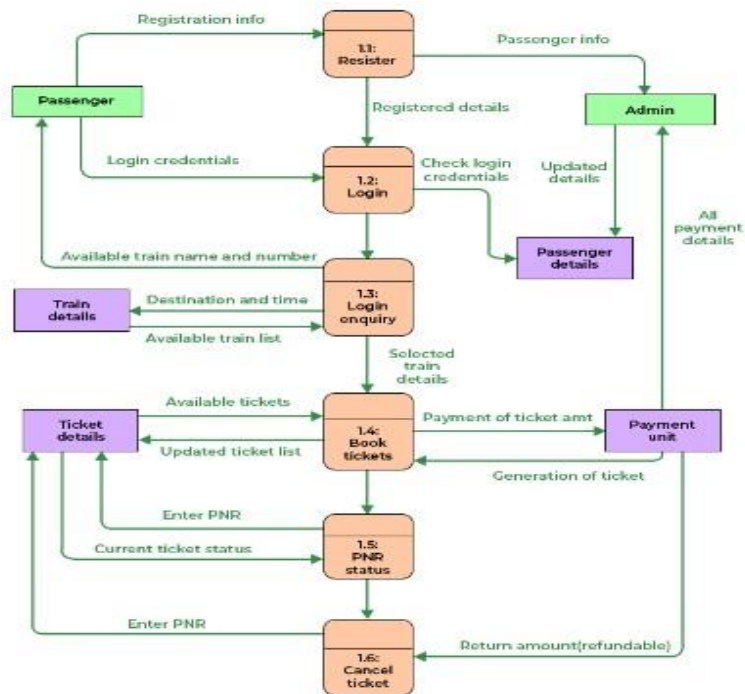 Registration info
1.1:
Resister
Passenger info
Passenger
Admin
Registered details
Login credentials
1.2:
Login
Check login
credentials
Updated
details
All
payment
details
Passenger
details
Available train name and number
1.3:
Login
enquiry
Train
details
Destination and time
Available train list
Selected
train
details
Available tickets
Ticket
details
1.4:
Book
tickets
Payment of ticket amt
Payment
unit
Updated ticket list
Generation of ticket
Enter PNR
1.5:
PNR
status
Current ticket status
Enter PNR
1.6:
Cancel
ticket
Return amount(refundable)